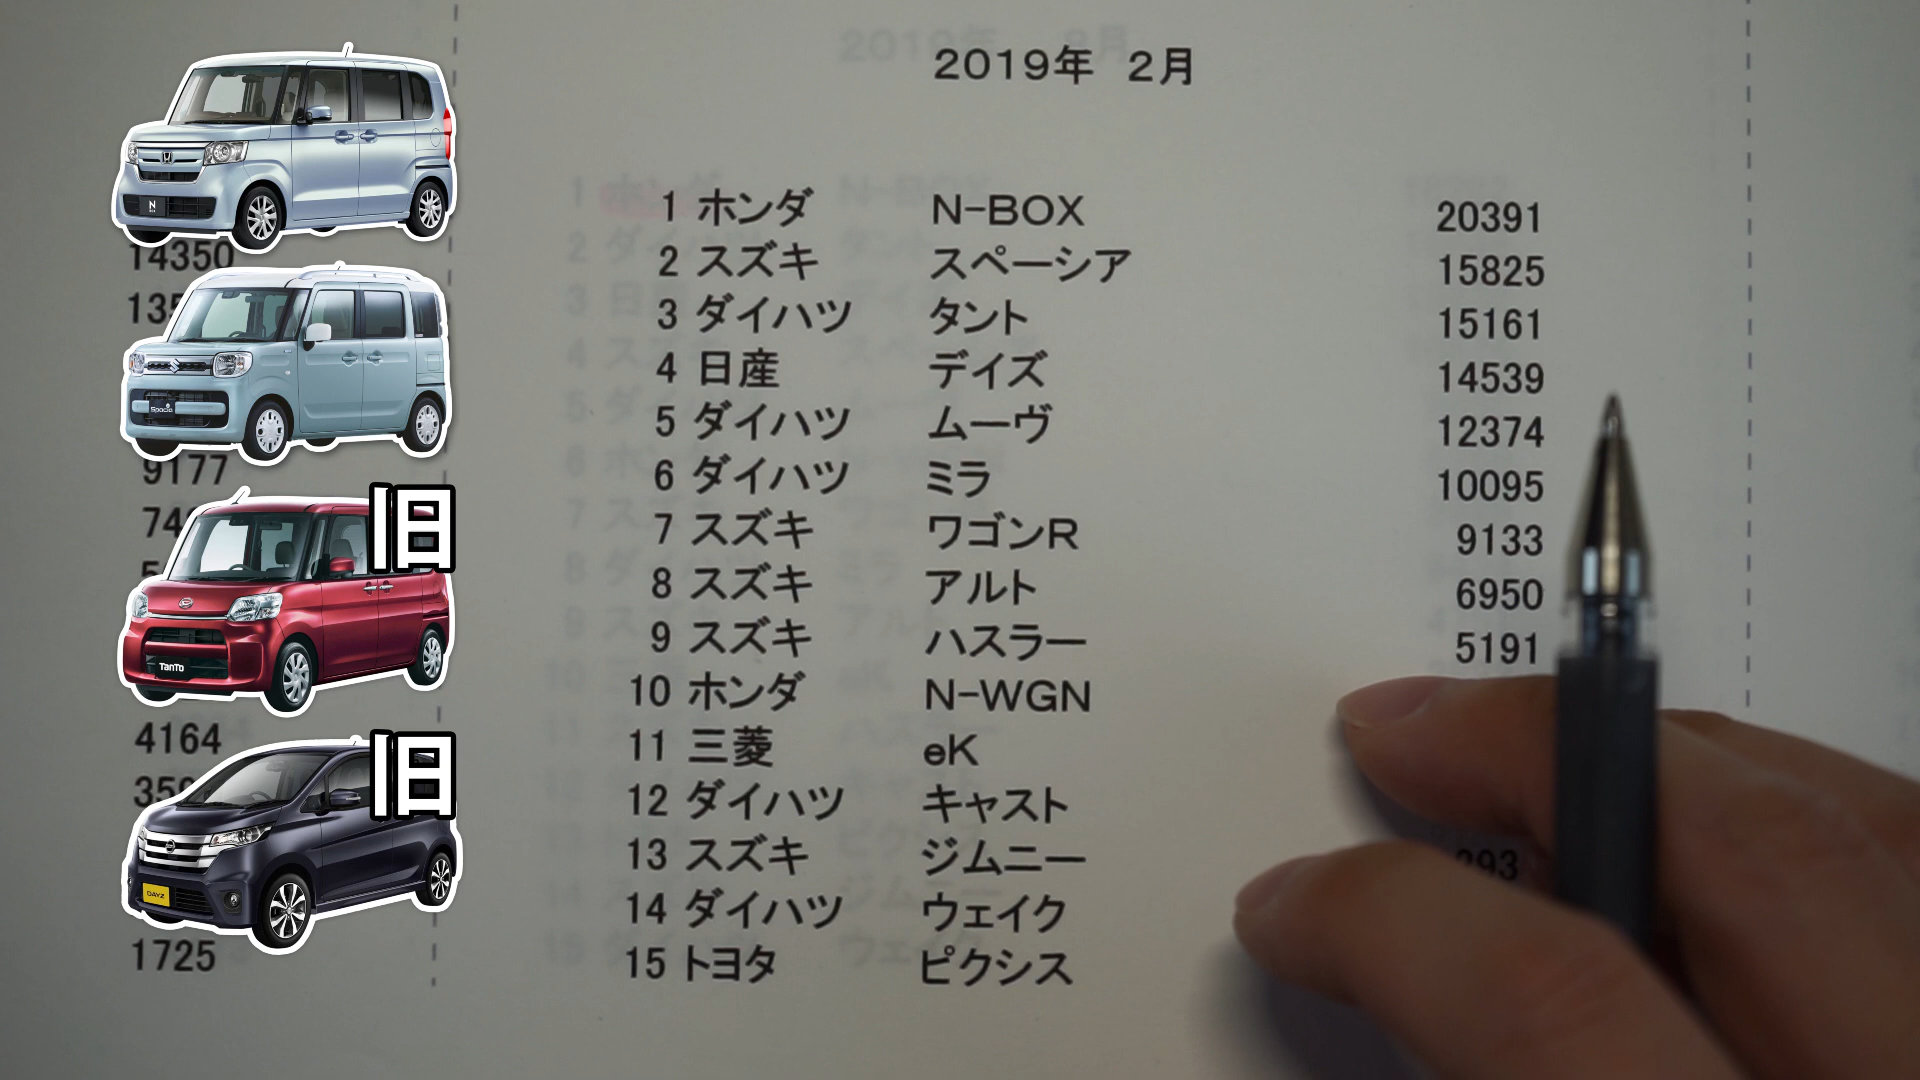 2019年 2月
1 ホンダ N-BOX 20391
2 スズキ スペーシア 15825
3 ダイハツ タント 15161
4 日産 デイズ 14539
5 ダイハツ ムーヴ 12374
6 ダイハツ ミラ 10095
7 スズキ ワゴンR 9133
8 スズキ アルト 6950
9 スズキ ハスラー 5191
10 ホンダ N-WGN
11 三菱 eK
12 ダイハツ キャスト
13 スズキ ジムニー
14 ダイハツ ウェイク
15 トヨタ ピクシス
14350
9177
旧
TanTo
4164
旧
DAYZ
1725